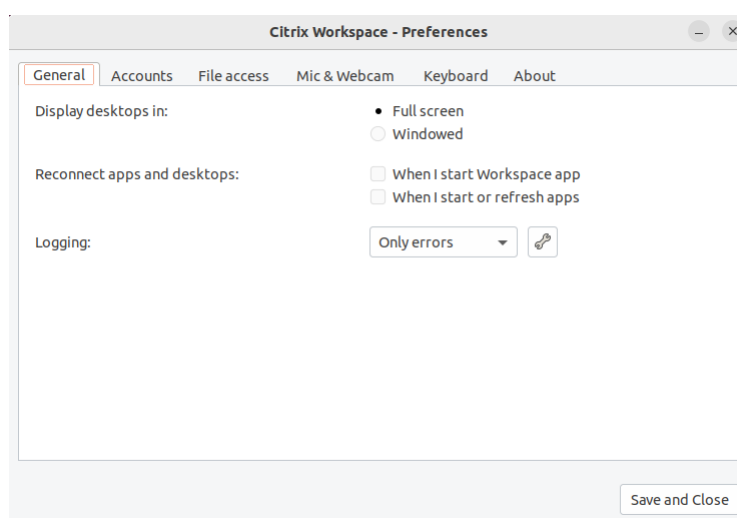 Citrix Workspace - Preferences
General Accounts File access Mic & Webcam Keyboard About
Display desktops in: Full screen
Windowed
Reconnect apps and desktops: When I start Workspace app
When I start or refresh apps
Logging: Only errors
Save and Close